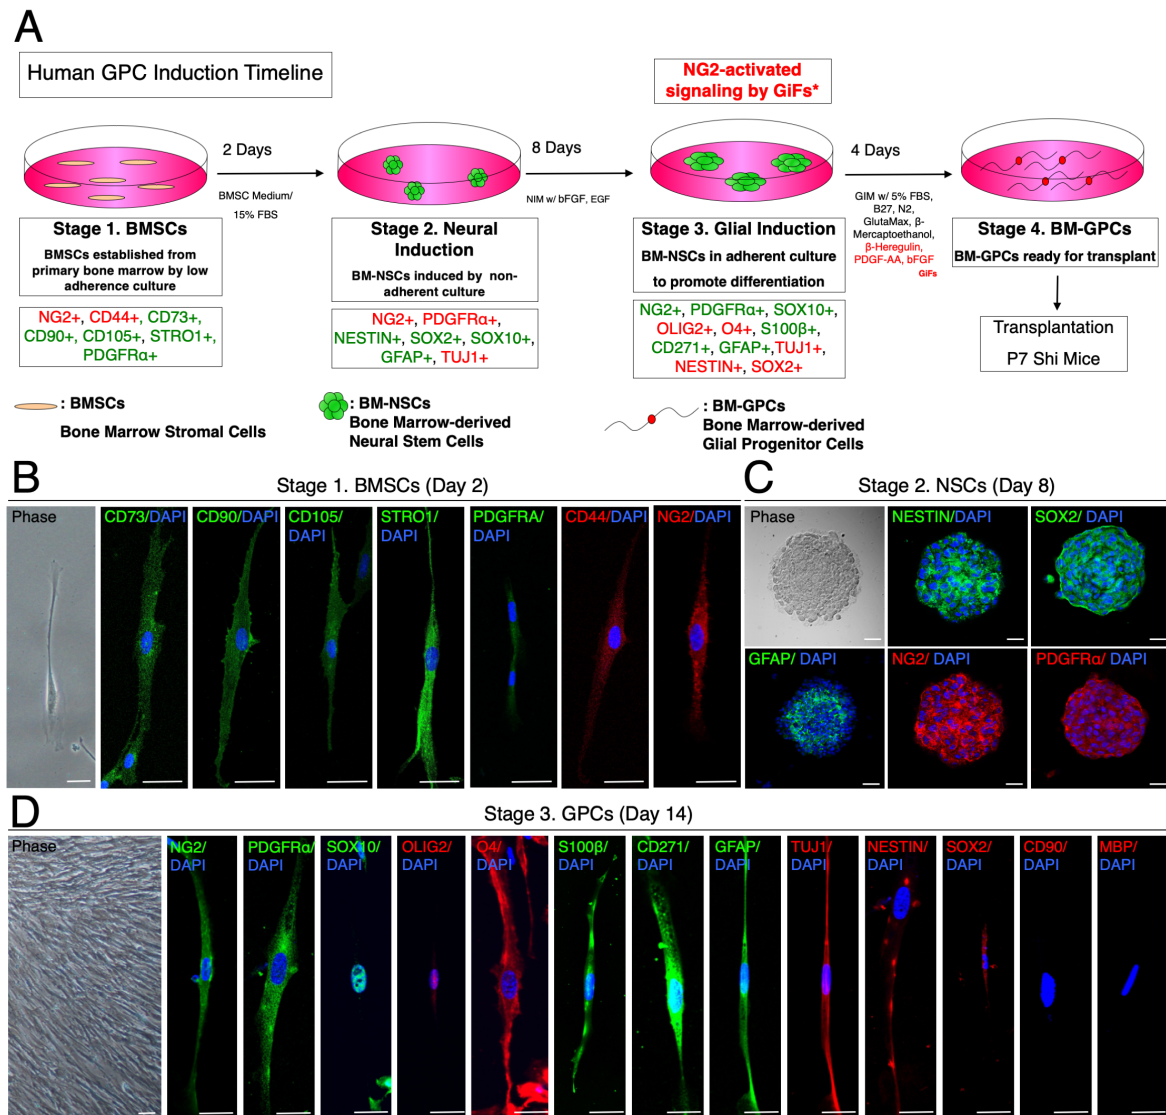 A
Human GPC Induction Timeline
NG2-activated
signaling by GiFs*
2 Days
BMSC Medium/
15% FBS
8 Days
NIM w/ bFGF, EGF
4 Days
GIM w/ 5% FBS,
B27, N2,
GlutaMax, β-
Mercaptoethanol,
β-Heregulin,
PDGF-AA, bFGF
GiFs
Stage 1. BMSCs
BMSCs established from
primary bone marrow by low
adherence culture
NG2+, CD44+, CD73+,
CD90+, CD105+, STRO1+,
PDGFRα+
Stage 2. Neural
Induction
BM-NSCs induced by non-
adherent culture
NG2+, PDGFRα+,
NESTIN+, SOX2+, SOX10+,
GFAP+, TUJ1+
Stage 3. Glial Induction
BM-NSCs in adherent culture
to promote differentiation
NG2+, PDGFRα+, SOX10+,
OLIG2+, O4+, S100β+,
CD271+, GFAP+,TUJ1+,
NESTIN+, SOX2+
Stage 4. BM-GPCs
BM-GPCs ready for transplant
Transplantation
P7 Shi Mice
: BMSCs
Bone Marrow Stromal Cells
: BM-NSCs
Bone Marrow-derived
Neural Stem Cells
: BM-GPCs
Bone Marrow-derived
Glial Progenitor Cells
B
Stage 1. BMSCs (Day 2)
Phase
CD73/DAPI
CD90/DAPI
CD105/
DAPI
STRO1/
DAPI
PDGFRA/
DAPI
CD44/DAPI
NG2/DAPI
C
Stage 2. NSCs (Day 8)
Phase
NESTIN/DAPI
SOX2/ DAPI
GFAP/ DAPI
NG2/ DAPI
PDGFRα/ DAPI
D
Stage 3. GPCs (Day 14)
Phase
NG2/
DAPI
PDGFRα/
DAPI
SOX10/
DAPI
OLIG2/
DAPI
O4/
DAPI
S100β/
DAPI
CD271/
DAPI
GFAP/
DAPI
TUJ1/
DAPI
NESTIN/
DAPI
SOX2/
DAPI
CD90/
DAPI
MBP/
DAPI